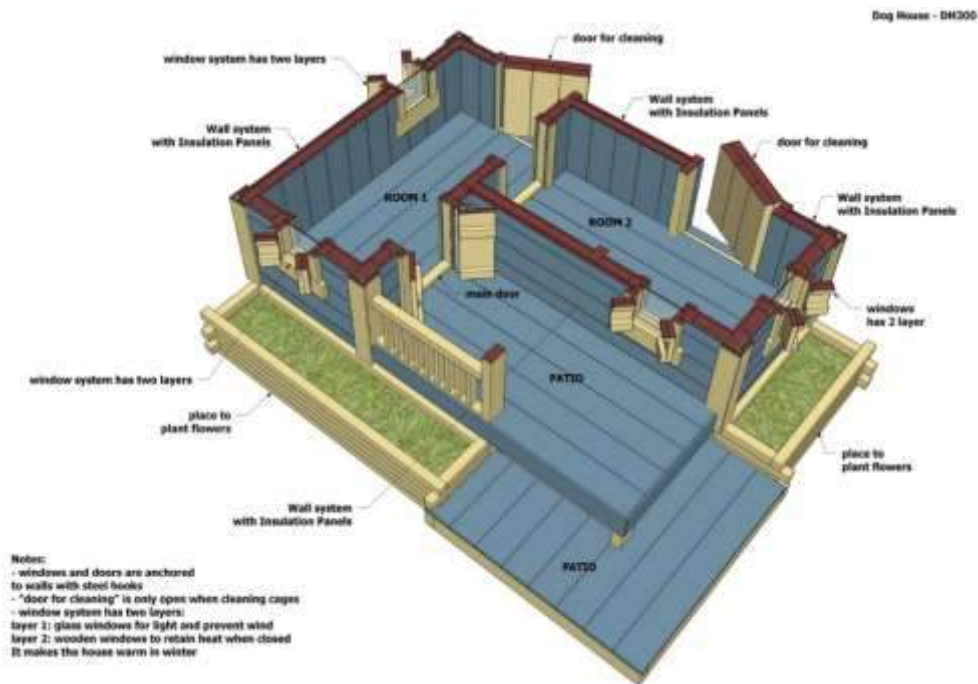 Dog House - DH300
door for cleaning
window system has two layers
Wall system
with Insulation Panels
Wall system
with Insulation Panels
door for cleaning
Wall system
with Insulation Panels
ROOM 1
ROOM 2
main door
windows
has 2 layer
window system has two layers
PATIO
place to
plant flowers
place to
plant flowers
Wall system
with Insulation Panels
PATIO
Notes:
- windows and doors are anchored
to walls with steel hooks
- "door for cleaning" is only open when cleaning cages
- window system has two layers:
layer 1: glass windows for light and prevent wind
layer 2: wooden windows to retain heat when closed
It makes the house warm in winter